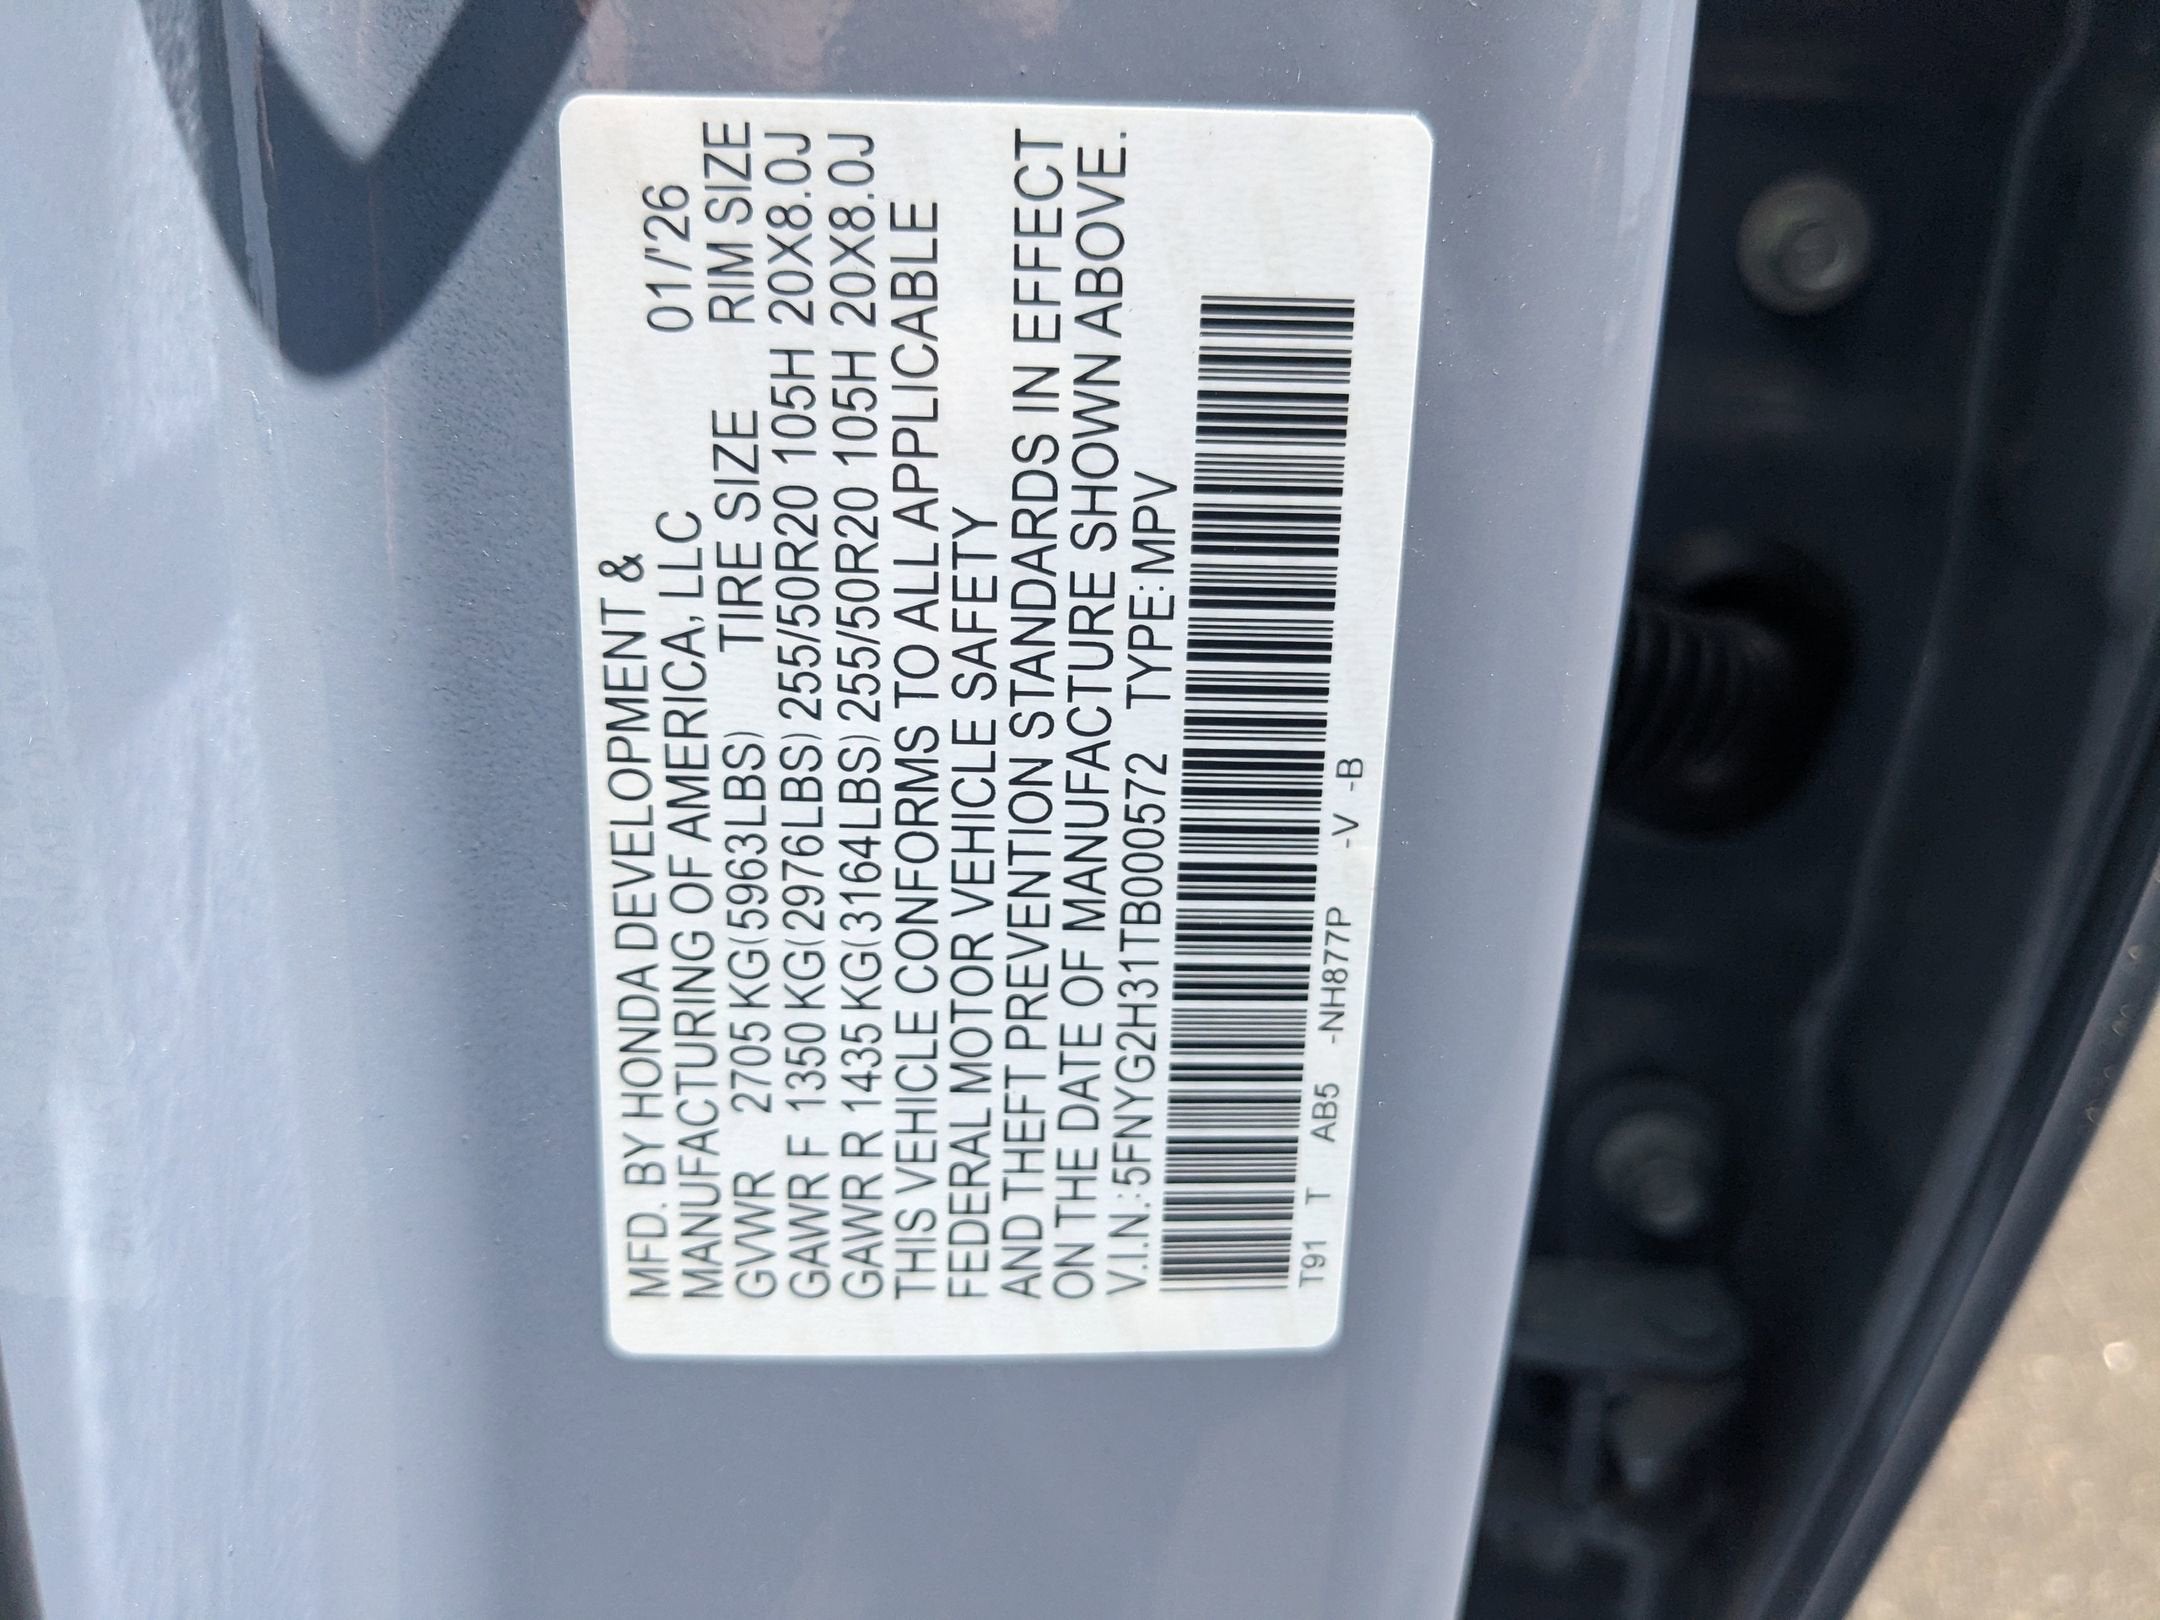 MFD. BY HONDA DEVELOPMENT &
MANUFACTURING OF AMERICA, LLC 01/'26
GVWR 2705 KG(5963LBS) TIRE SIZE RIM SIZE
GAWR F 1350 KG(2976LBS) 255/50R20 105H 20X8.0J
GAWR R 1435 KG(3164LBS) 255/50R20 105H 20X8.0J
THIS VEHICLE CONFORMS TO ALL APPLICABLE
FEDERAL MOTOR VEHICLE SAFETY
AND THEFT PREVENTION STANDARDS IN EFFECT
ON THE DATE OF MANUFACTURE SHOWN ABOVE.
V.I.N.:5FNYG2H31TB000572 TYPE:MPV
T91 T AB5 -NH877P -V -B